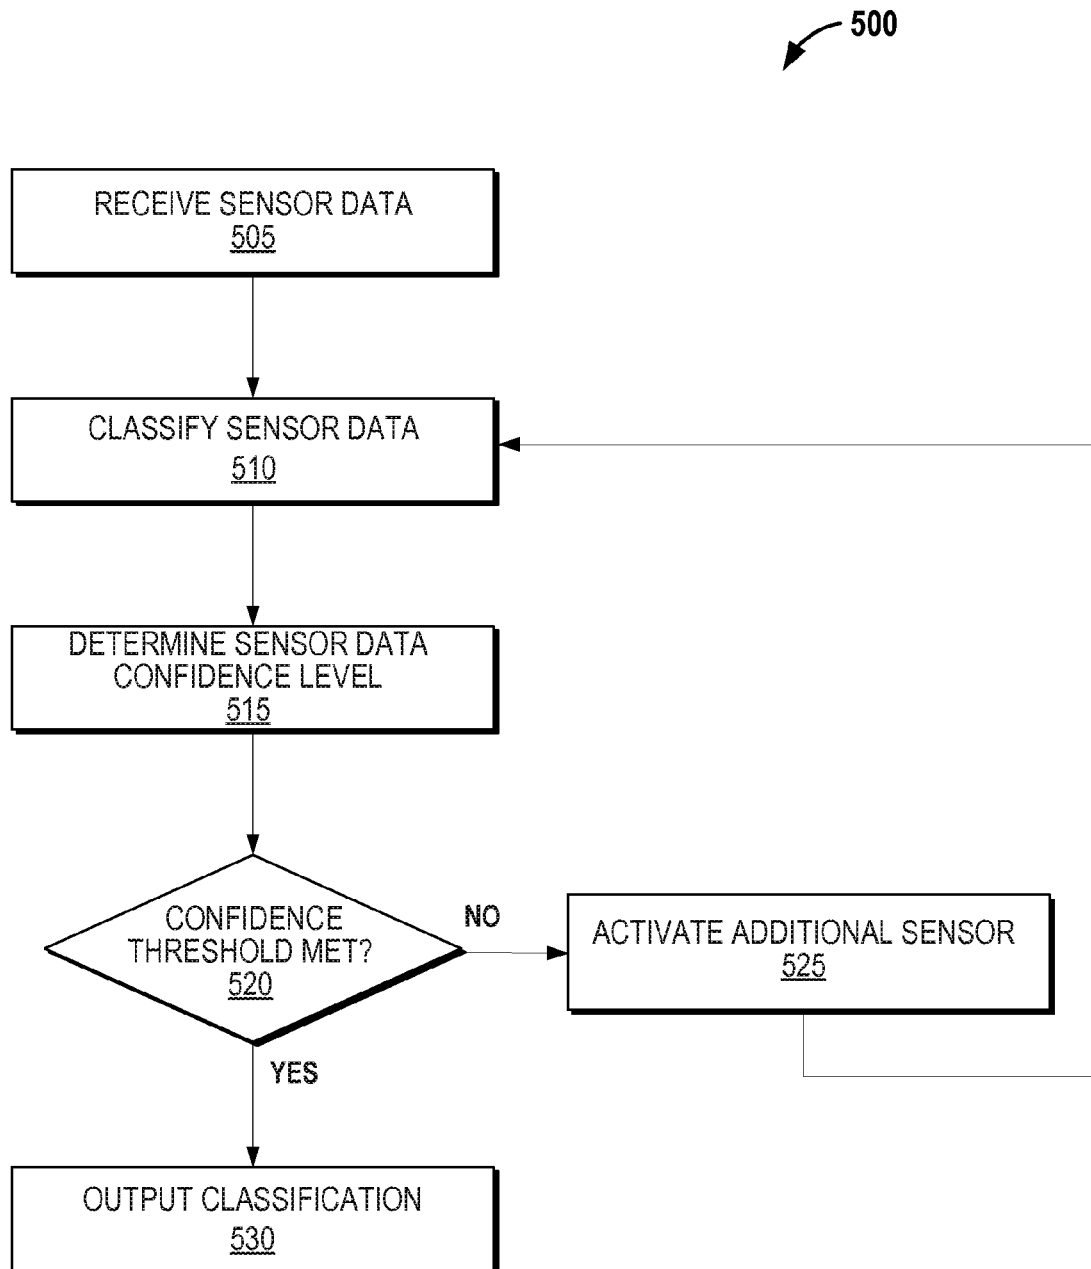 500
RECEIVE SENSOR DATA
505
CLASSIFY SENSOR DATA
510
DETERMINE SENSOR DATA
CONFIDENCE LEVEL
515
CONFIDENCE
THRESHOLD MET?
520
NO
ACTIVATE ADDITIONAL SENSOR
525
YES
OUTPUT CLASSIFICATION
530